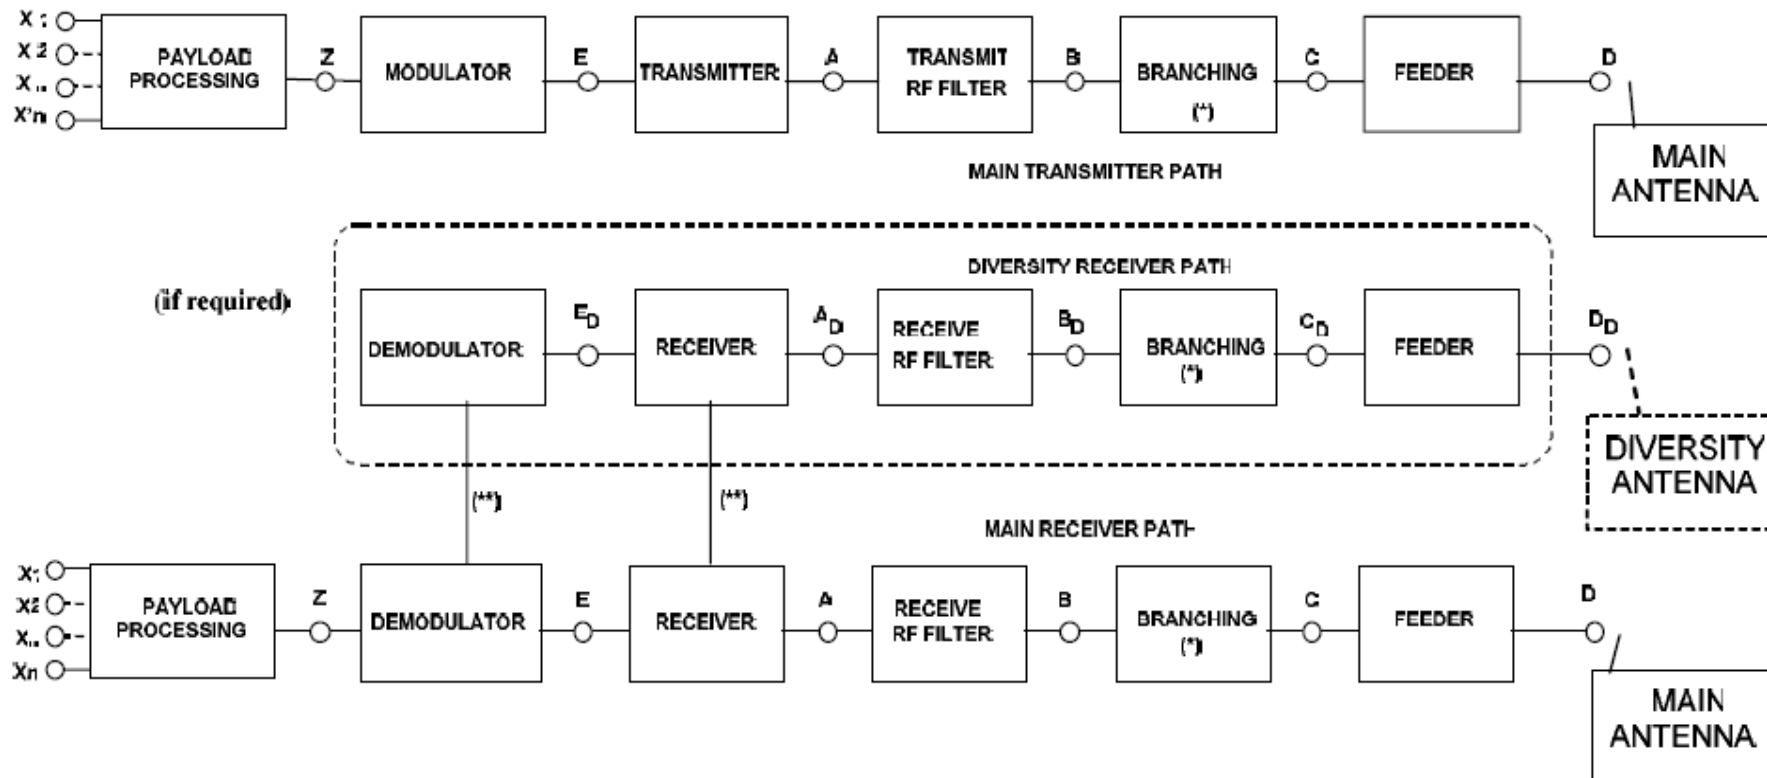 X1
X2
X'n
PAYLOAD
PROCESSING
Z
MODULATOR
E
TRANSMITTER
A
TRANSMIT
RF FILTER
B
BRANCHING
(*)
C
FEEDER
D
MAIN
ANTENNA
MAIN TRANSMITTER PATH
DIVERSITY RECEIVER PATH
(if required)
DEMODULATOR
ED
RECEIVER
AD
RECEIVE
RF FILTER
BD
BRANCHING
(*)
CD
FEEDER
DD
DIVERSITY
ANTENNA
(**)
(**)
MAIN RECEIVER PATH
X1
X2
Xn
PAYLOAD
PROCESSING
Z
DEMODULATOR
E
RECEIVER
A
RECEIVE
RF FILTER
B
BRANCHING
(*)
C
FEEDER
D
MAIN
ANTENNA